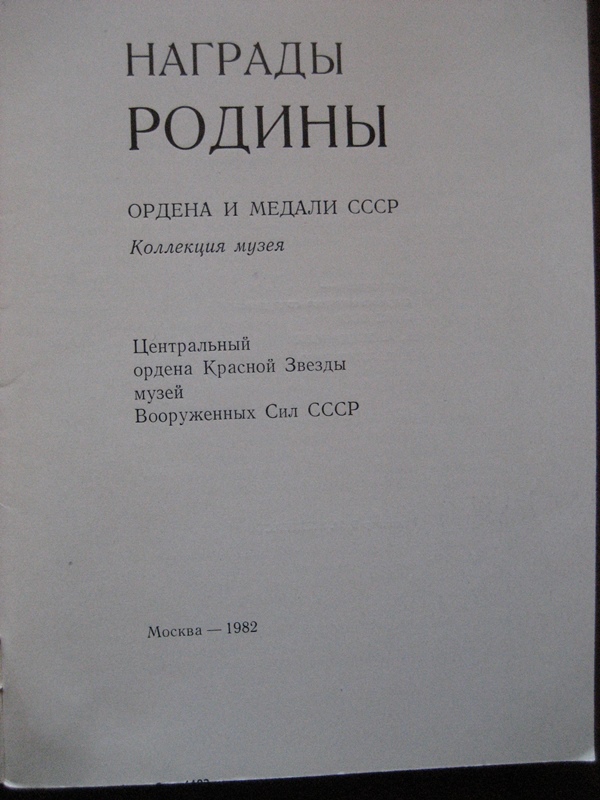 НАГРАДЫ
РОДИНЫ
ОРДЕНА И МЕДАЛИ СССР
Коллекция музея
Центральный
ордена Красной Звезды
музей
Вооруженных Сил СССР
Москва — 1982